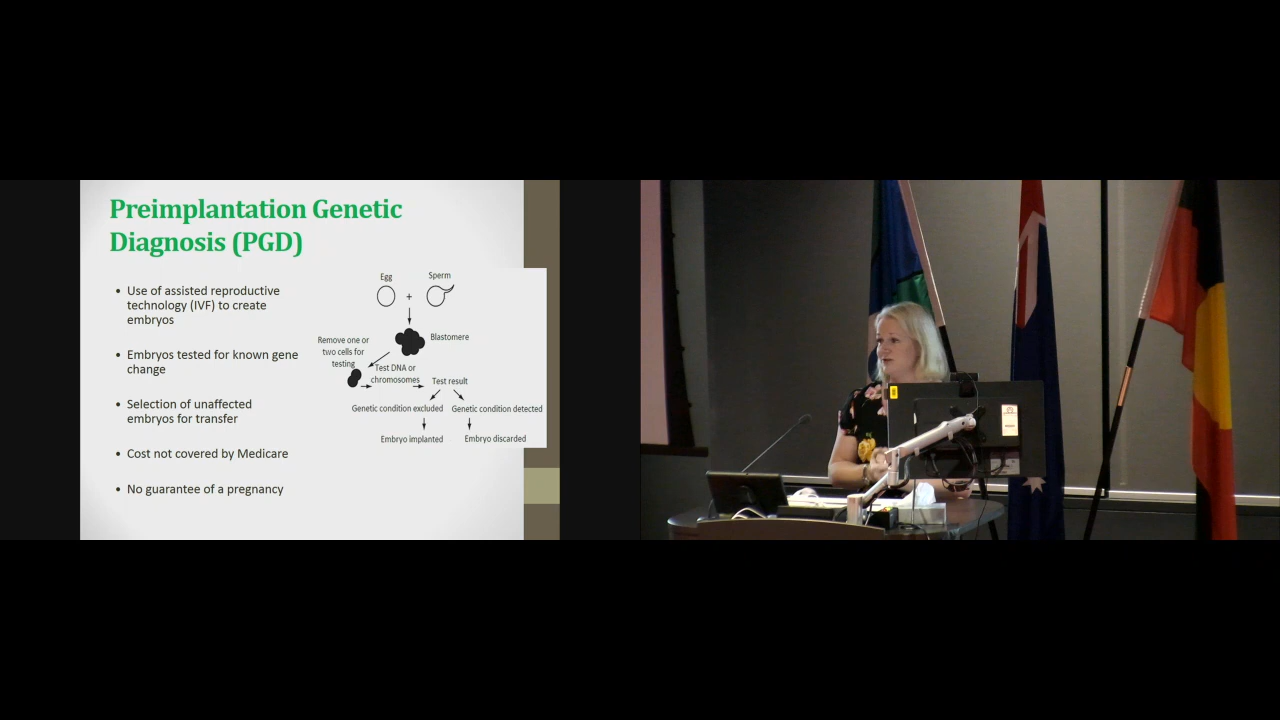 Preimplantation Genetic
Diagnosis (PGD)
• Use of assisted reproductive
technology (IVF) to create
embryos
• Embryos tested for known gene
change
• Selection of unaffected
embryos for transfer
• Cost not covered by Medicare
• No guarantee of a pregnancy
Egg
Sperm
+
Blastomere
Remove one or
two cells for
testing
Test DNA or
chromosomes
Test result
Genetic condition excluded
Genetic condition detected
Embryo implanted
Embryo discarded